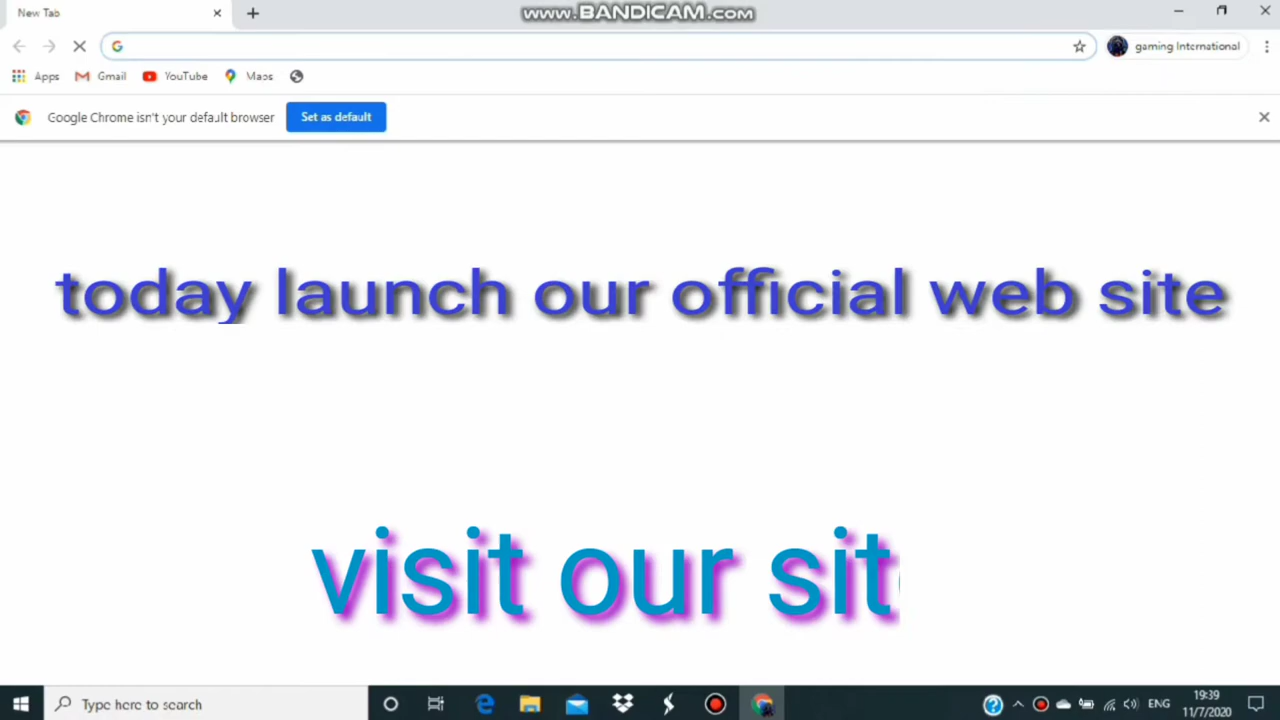 www.BANDICAM.com
New Tab
gaming International
Apps Gmail YouTube Maps
Google Chrome isn't your default browser Set as default
today launch our official web site
visit our sit
Type here to search
ENG
19:39
11/7/2020